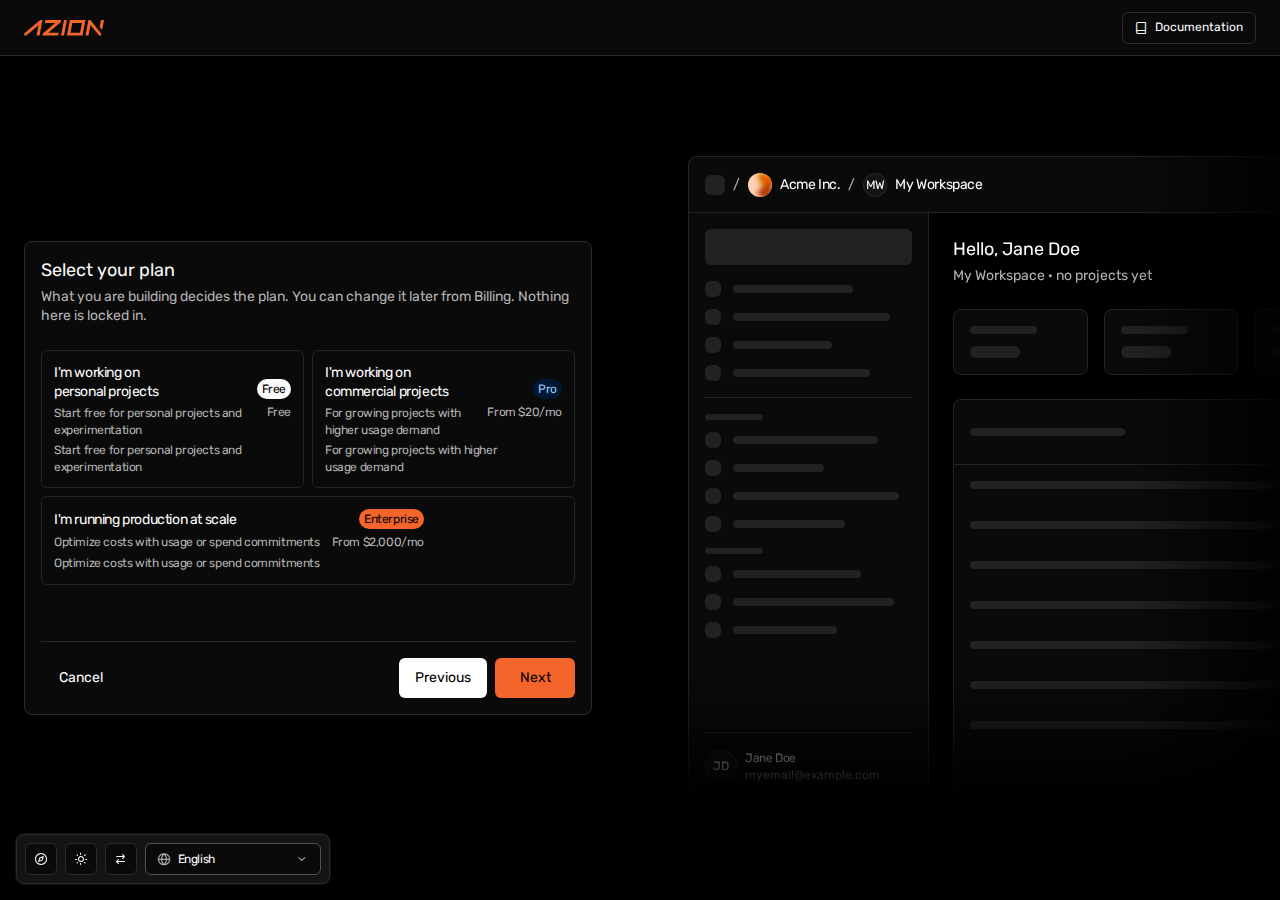 AZION
Documentation
/ Acme Inc. / MW My Workspace
Hello, Jane Doe
My Workspace • no projects yet
Select your plan
What you are building decides the plan. You can change it later from Billing. Nothing
here is locked in.
I'm working on
personal projects
Free
Start free for personal projects and
experimentation
Free
Start free for personal projects and
experimentation
I'm working on
commercial projects
Pro
For growing projects with
higher usage demand
From $20/mo
For growing projects with higher
usage demand
I'm running production at scale
Enterprise
Optimize costs with usage or spend commitments
From $2,000/mo
Optimize costs with usage or spend commitments
Cancel
Previous
Next
JD
Jane Doe
myemail@example.com
English